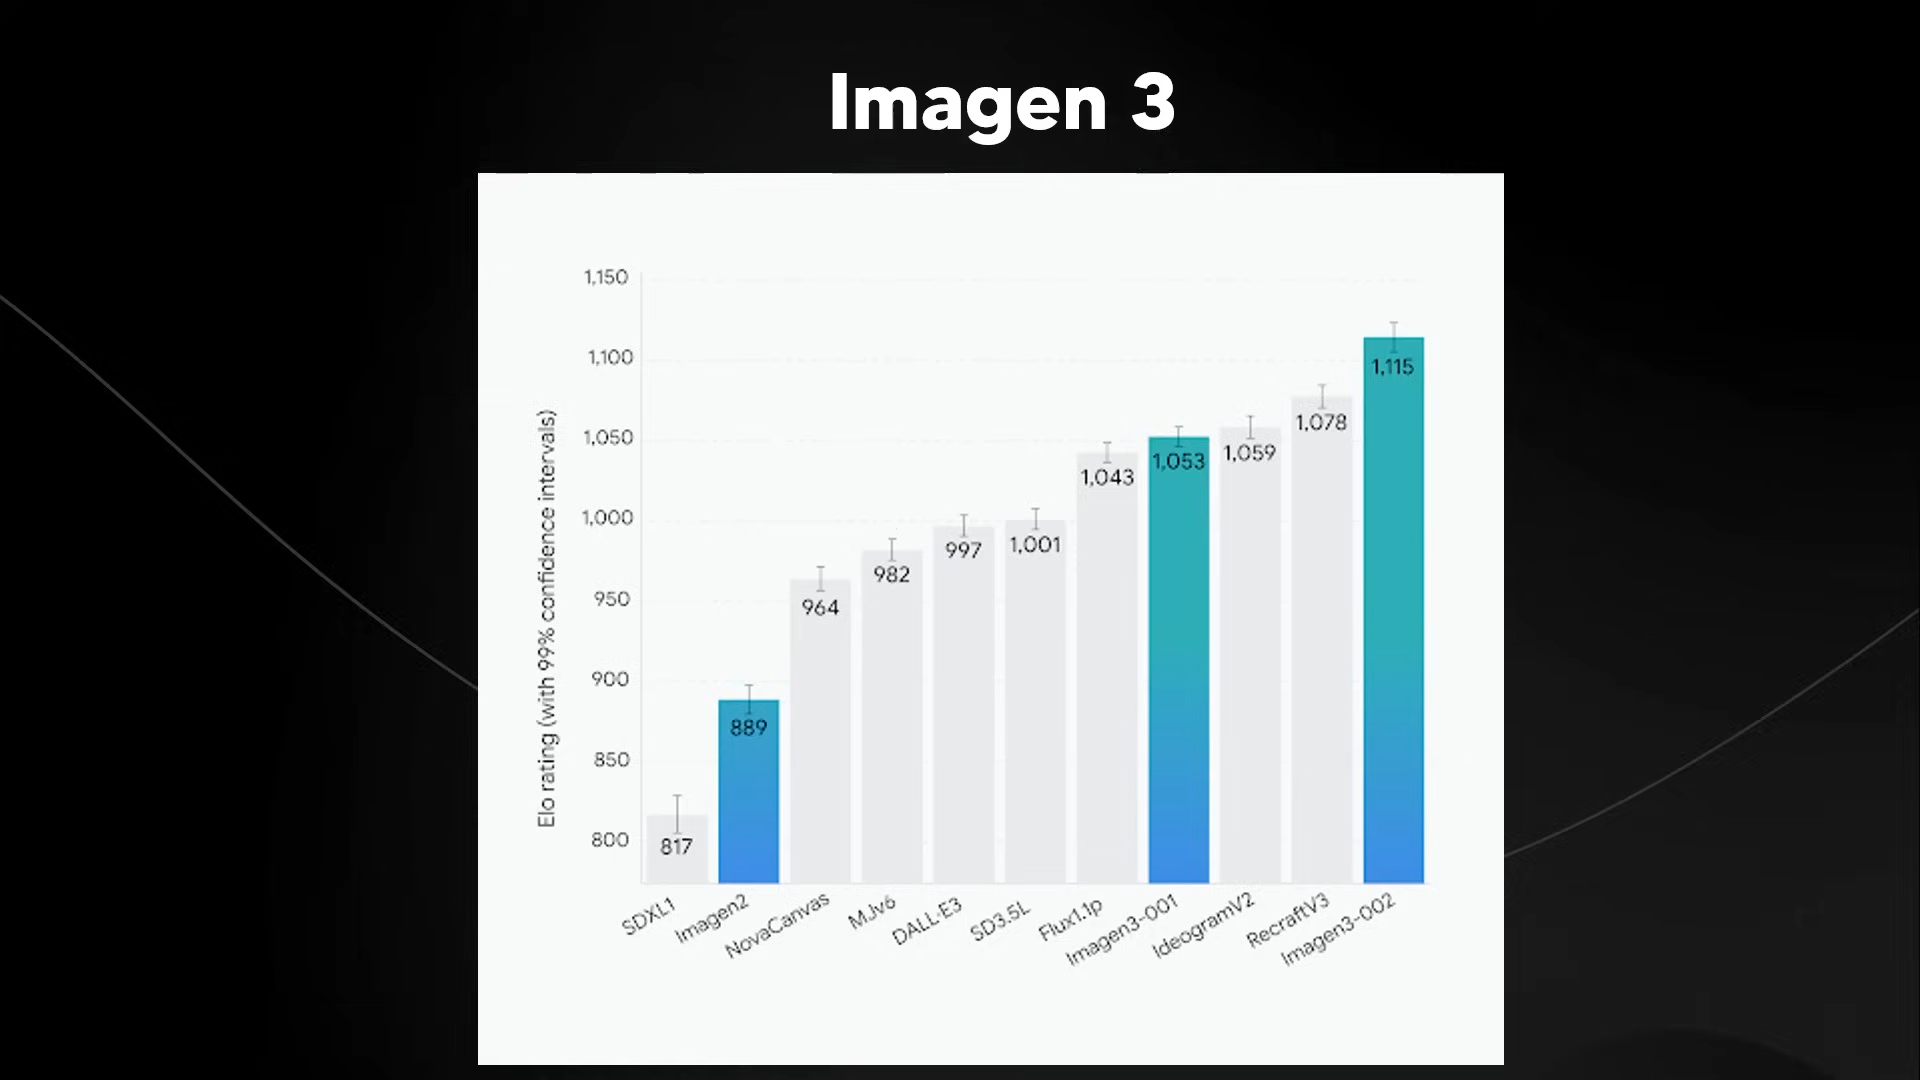 Imagen 3
Elo rating (with 99% confidence intervals)
1,150
1,100
1,050
1,000
950
900
850
800
817
889
964
982
997
1,001
1,043
1,053
1,059
1,078
1,115
SDXL1
Imagen2
NovaCanvas
MJv6
DALL·E3
SD3.5L
Flux1.1p
Imagen3-001
IdeogramV2
RecraftV3
Imagen3-002